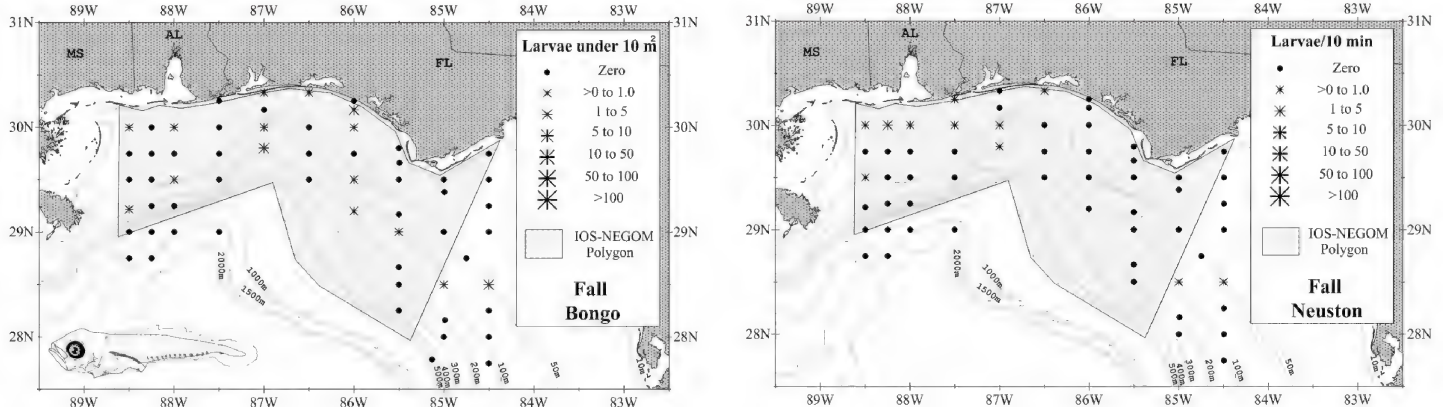 89W 88W 87W 86W 85W 84W 83W
31N 31N
MS AL FL
Larvae under 10 m²
Zero
>0 to 1.0
1 to 5
5 to 10
10 to 50
50 to 100
>100
IOS-NEGOM
Polygon
Fall
Bongo
30N 30N
29N 29N
28N 28N
2000m 1000m 1500m
500m 400m 300m 200m 100m 50m 10m
89W 88W 87W 86W 85W 84W 83W
89W 88W 87W 86W 85W 84W 83W
31N 31N
MS AL FL
Larvae/10 min
Zero
>0 to 1.0
1 to 5
5 to 10
10 to 50
50 to 100
>100
IOS-NEGOM
Polygon
Fall
Neuston
30N 30N
29N 29N
28N 28N
2000m 1000m 1500m
500m 400m 300m 200m 100m 50m 10m
89W 88W 87W 86W 85W 84W 83W